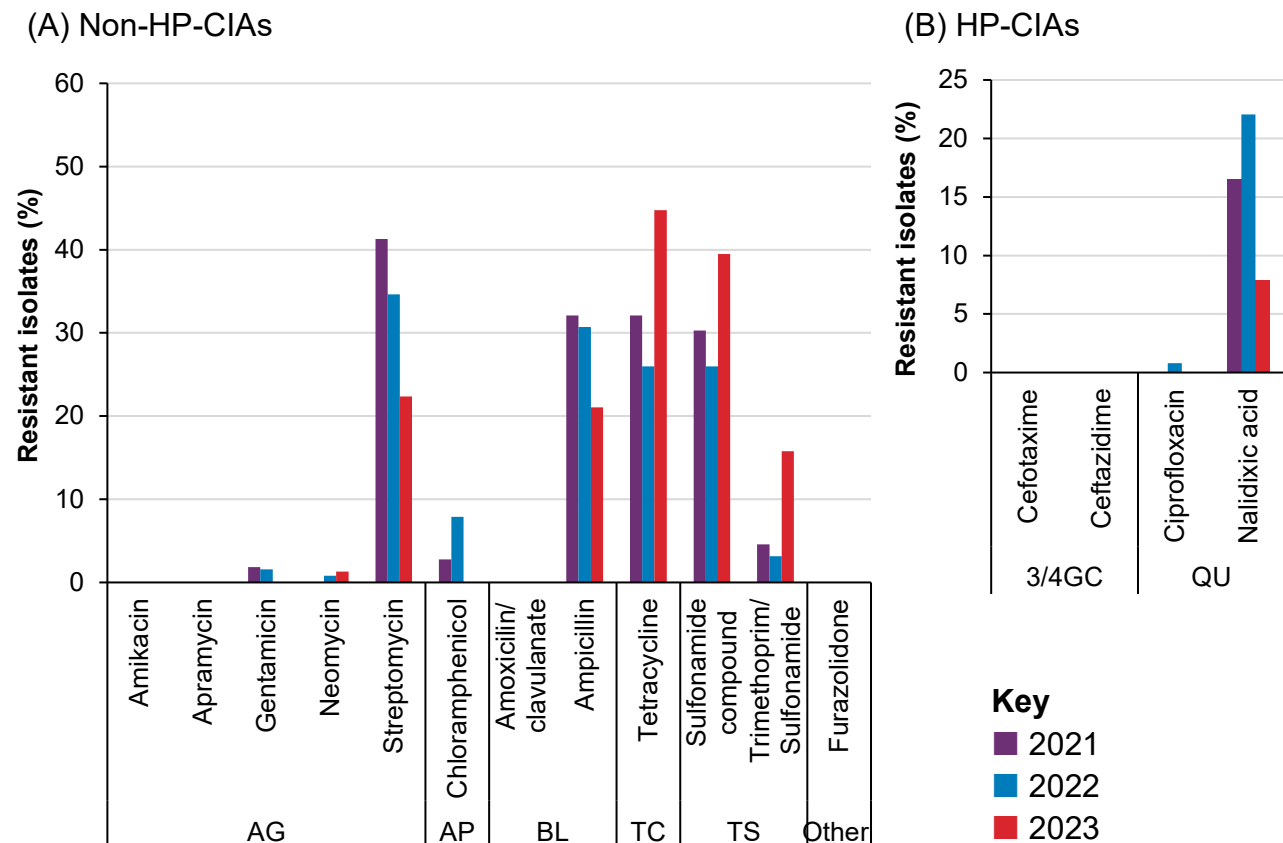 (A) Non-HP-CIAs
Resistant isolates (%)
60
50
40
30
20
10
0
Amikacin
Apramycin
Gentamicin
Neomycin
Streptomycin
Chloramphenicol
Amoxicilin/
clavulanate
Ampicillin
Tetracycline
Sulfonamide
compound
Trimethoprim/
Sulfonamide
Furazolidone
AG
AP
BL
TC
TS
Other
(B) HP-CIAs
Resistant isolates (%)
25
20
15
10
5
0
Cefotaxime
Ceftazidime
Ciprofloxacin
Nalidixic acid
3/4GC
QU
Key
2021
2022
2023